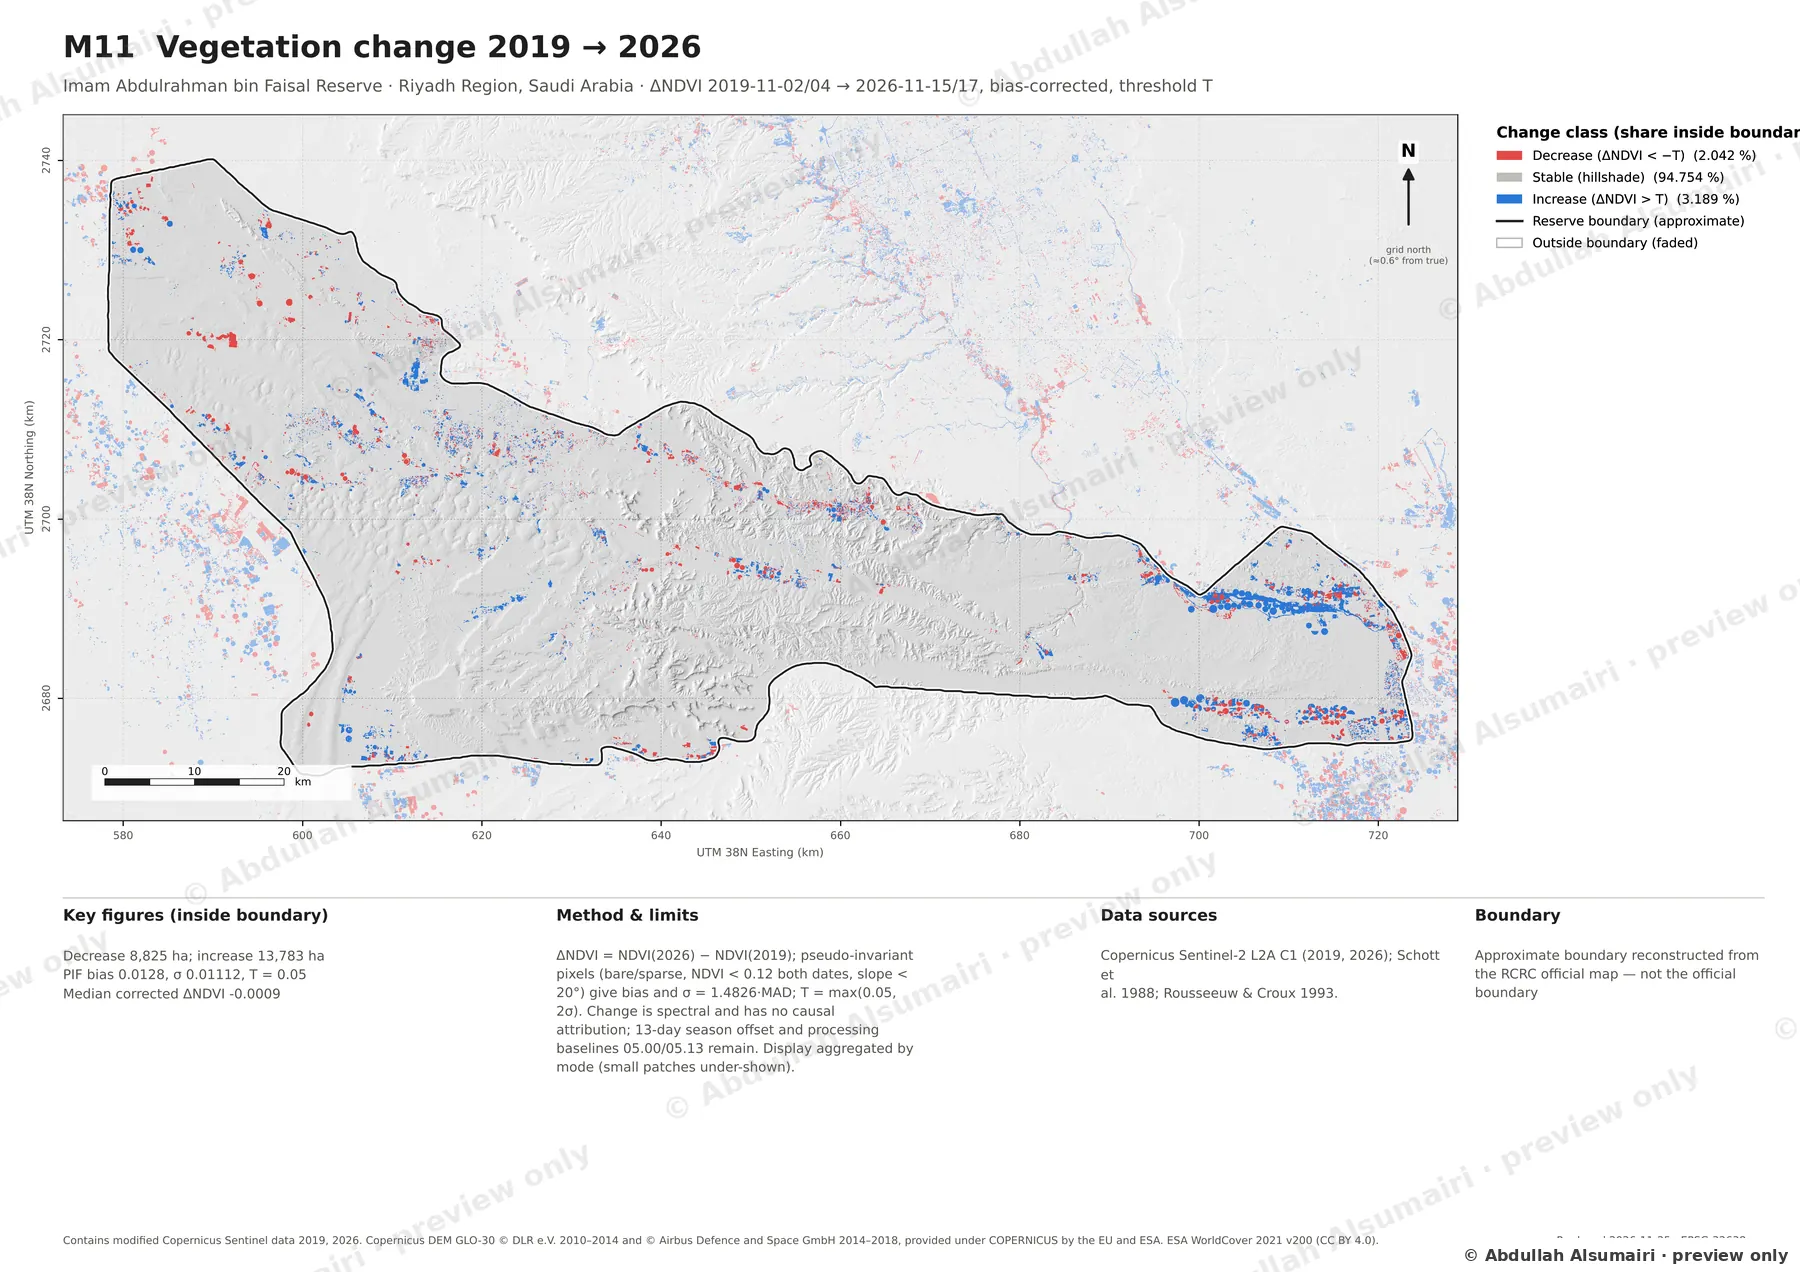 M11 Vegetation change 2019 → 2026
Imam Abdulrahman bin Faisal Reserve · Riyadh Region, Saudi Arabia · ΔNDVI 2019-11-02/04 → 2026-11-15/17, bias-corrected, threshold T
Change class (share inside boundar
Decrease (ΔNDVI < −T) (2.042 %)
Stable (hillshade) (94.754 %)
Increase (ΔNDVI > T) (3.189 %)
Reserve boundary (approximate)
Outside boundary (faded)
N
grid north
(≈0.6° from true)
UTM 38N Northing (km)
2740
2720
2700
2680
0 10 20 km
580 600 620 640 660 680 700 720
UTM 38N Easting (km)
Key figures (inside boundary)
Decrease 8,825 ha; increase 13,783 ha
PIF bias 0.0128, σ 0.01112, T = 0.05
Median corrected ΔNDVI -0.0009
Method & limits
ΔNDVI = NDVI(2026) − NDVI(2019); pseudo-invariant
pixels (bare/sparse, NDVI < 0.12 both dates, slope <
20°) give bias and σ = 1.4826·MAD; T = max(0.05,
2σ). Change is spectral and has no causal
attribution; 13-day season offset and processing
baselines 05.00/05.13 remain. Display aggregated by
mode (small patches under-shown).
Data sources
Copernicus Sentinel-2 L2A C1 (2019, 2026); Schott
et
al. 1988; Rousseeuw & Croux 1993.
Boundary
Approximate boundary reconstructed from
the RCRC official map — not the official
boundary
Contains modified Copernicus Sentinel data 2019, 2026. Copernicus DEM GLO-30 © DLR e.V. 2010–2014 and © Airbus Defence and Space GmbH 2014–2018, provided under COPERNICUS by the EU and ESA. ESA WorldCover 2021 v200 (CC BY 4.0).
© Abdullah Alsumairi · preview only